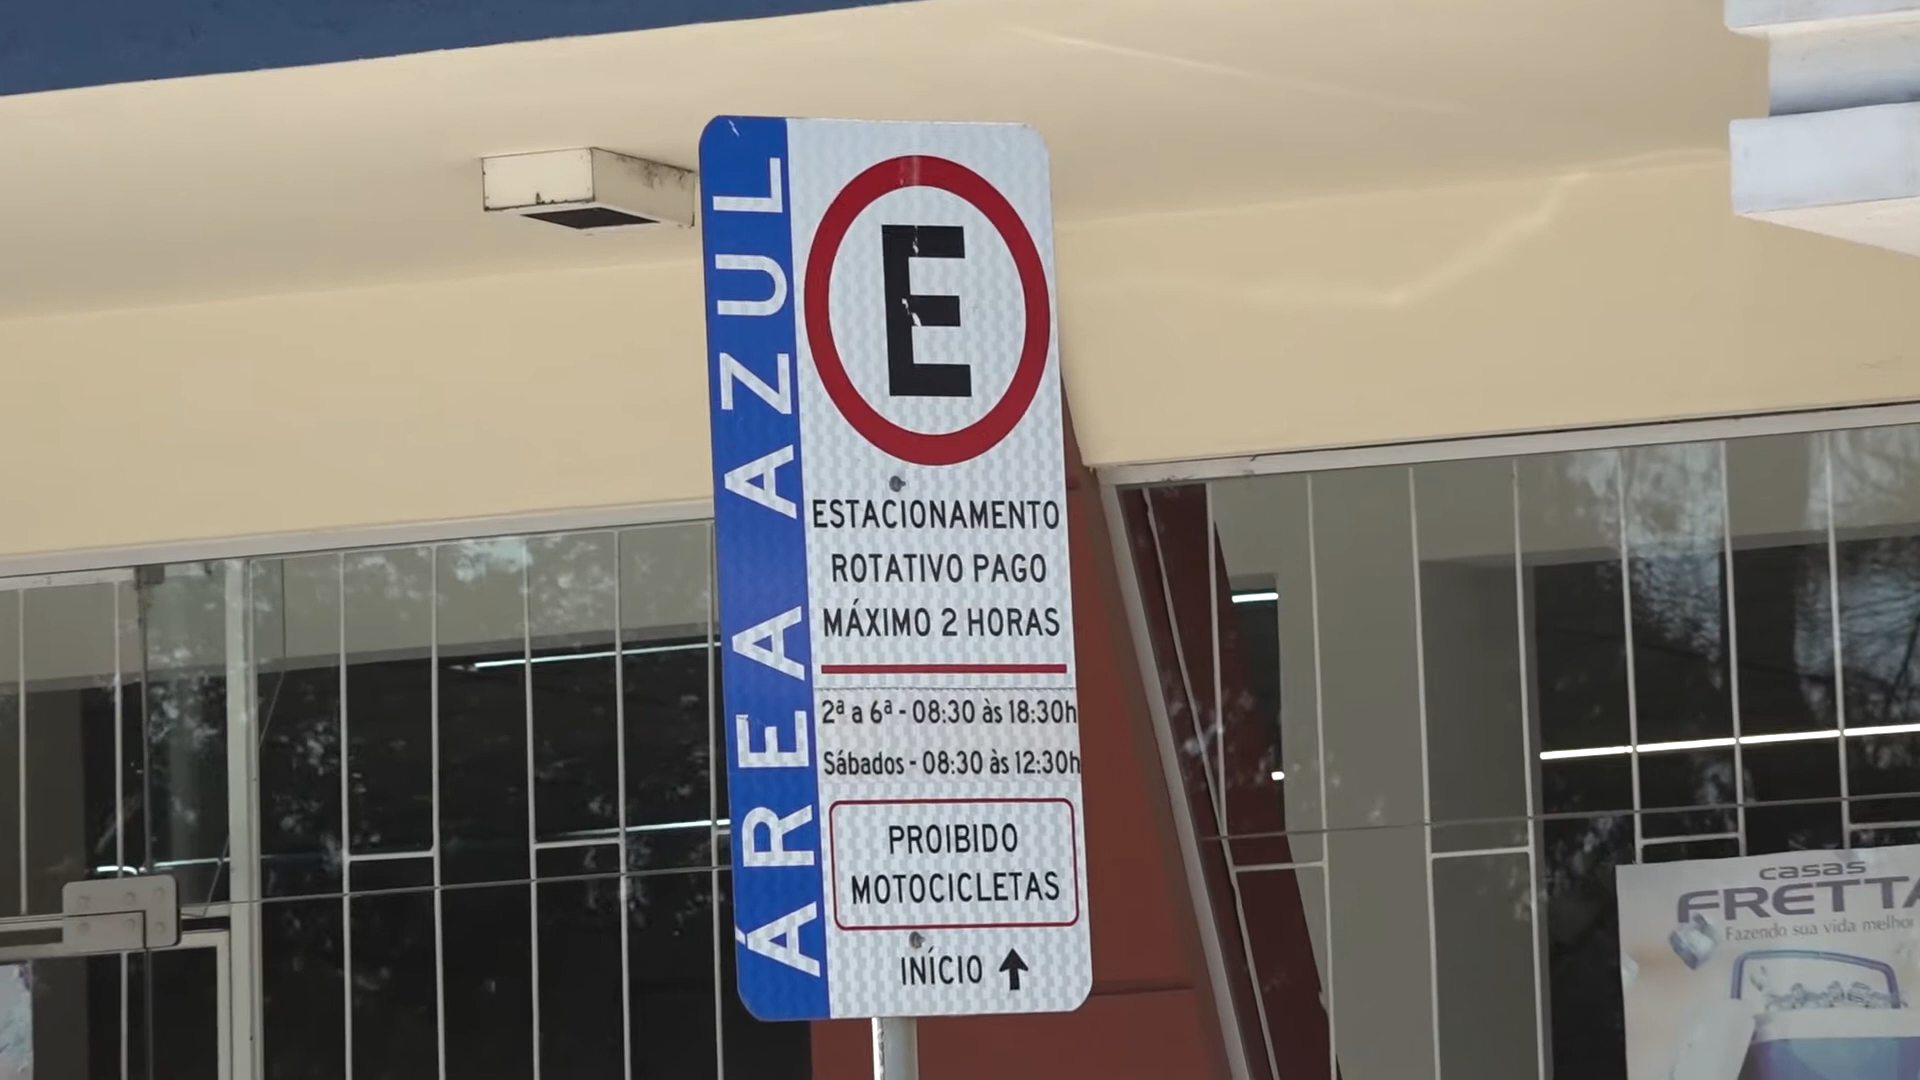 ÁREA AZUL
E
ESTACIONAMENTO
ROTATIVO PAGO
MÁXIMO 2 HORAS
2ª a 6ª - 08:30 às 18:30h
Sábados - 08:30 às 12:30h
PROIBIDO
MOTOCICLETAS
INÍCIO
casas
FRETTA
Fazendo sua vida melhor